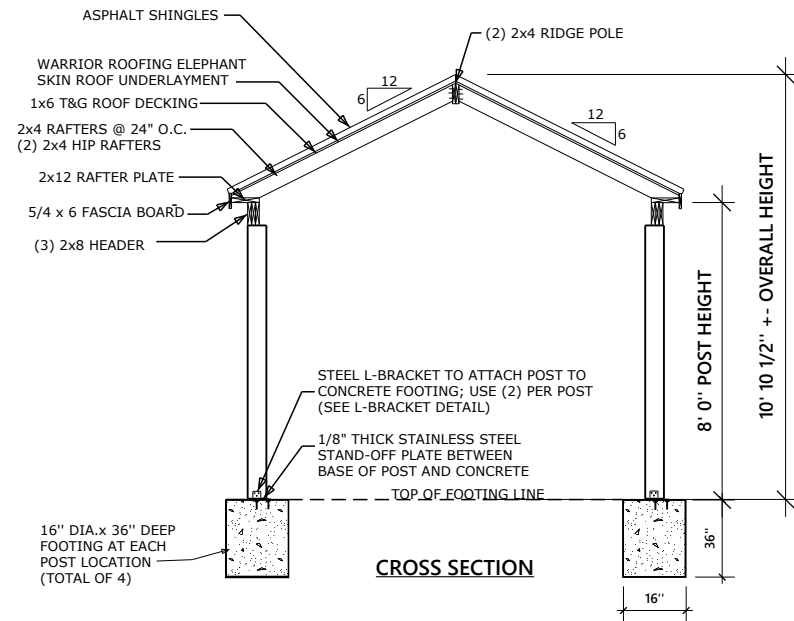 ASPHALT SHINGLES
(2) 2x4 RIDGE POLE
WARRIOR ROOFING ELEPHANT
SKIN ROOF UNDERLAYMENT
12
6
1x6 T&G ROOF DECKING
12
6
2x4 RAFTERS @ 24" O.C.
(2) 2x4 HIP RAFTERS
2x12 RAFTER PLATE
5/4 x 6 FASCIA BOARD
(3) 2x8 HEADER
8' 0" POST HEIGHT
10' 10 1/2" +- OVERALL HEIGHT
STEEL L-BRACKET TO ATTACH POST TO
CONCRETE FOOTING; USE (2) PER POST
(SEE L-BRACKET DETAIL)
1/8" THICK STAINLESS STEEL
STAND-OFF PLATE BETWEEN
BASE OF POST AND CONCRETE
TOP OF FOOTING LINE
16" DIA.x 36" DEEP
FOOTING AT EACH
POST LOCATION
(TOTAL OF 4)
36"
CROSS SECTION
16"